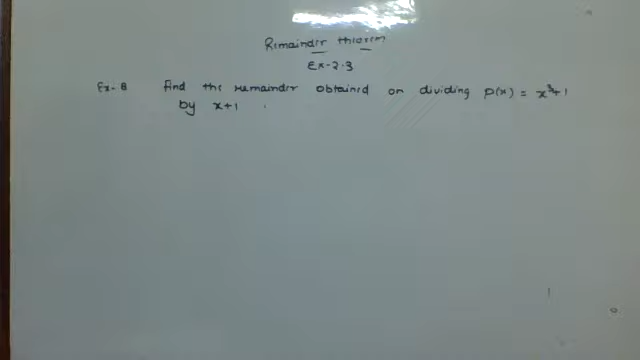 Remainder theorem
Ex-2.3
Ex-8 Find the remainder obtained on dividing p(x) = x³+1
by x+1